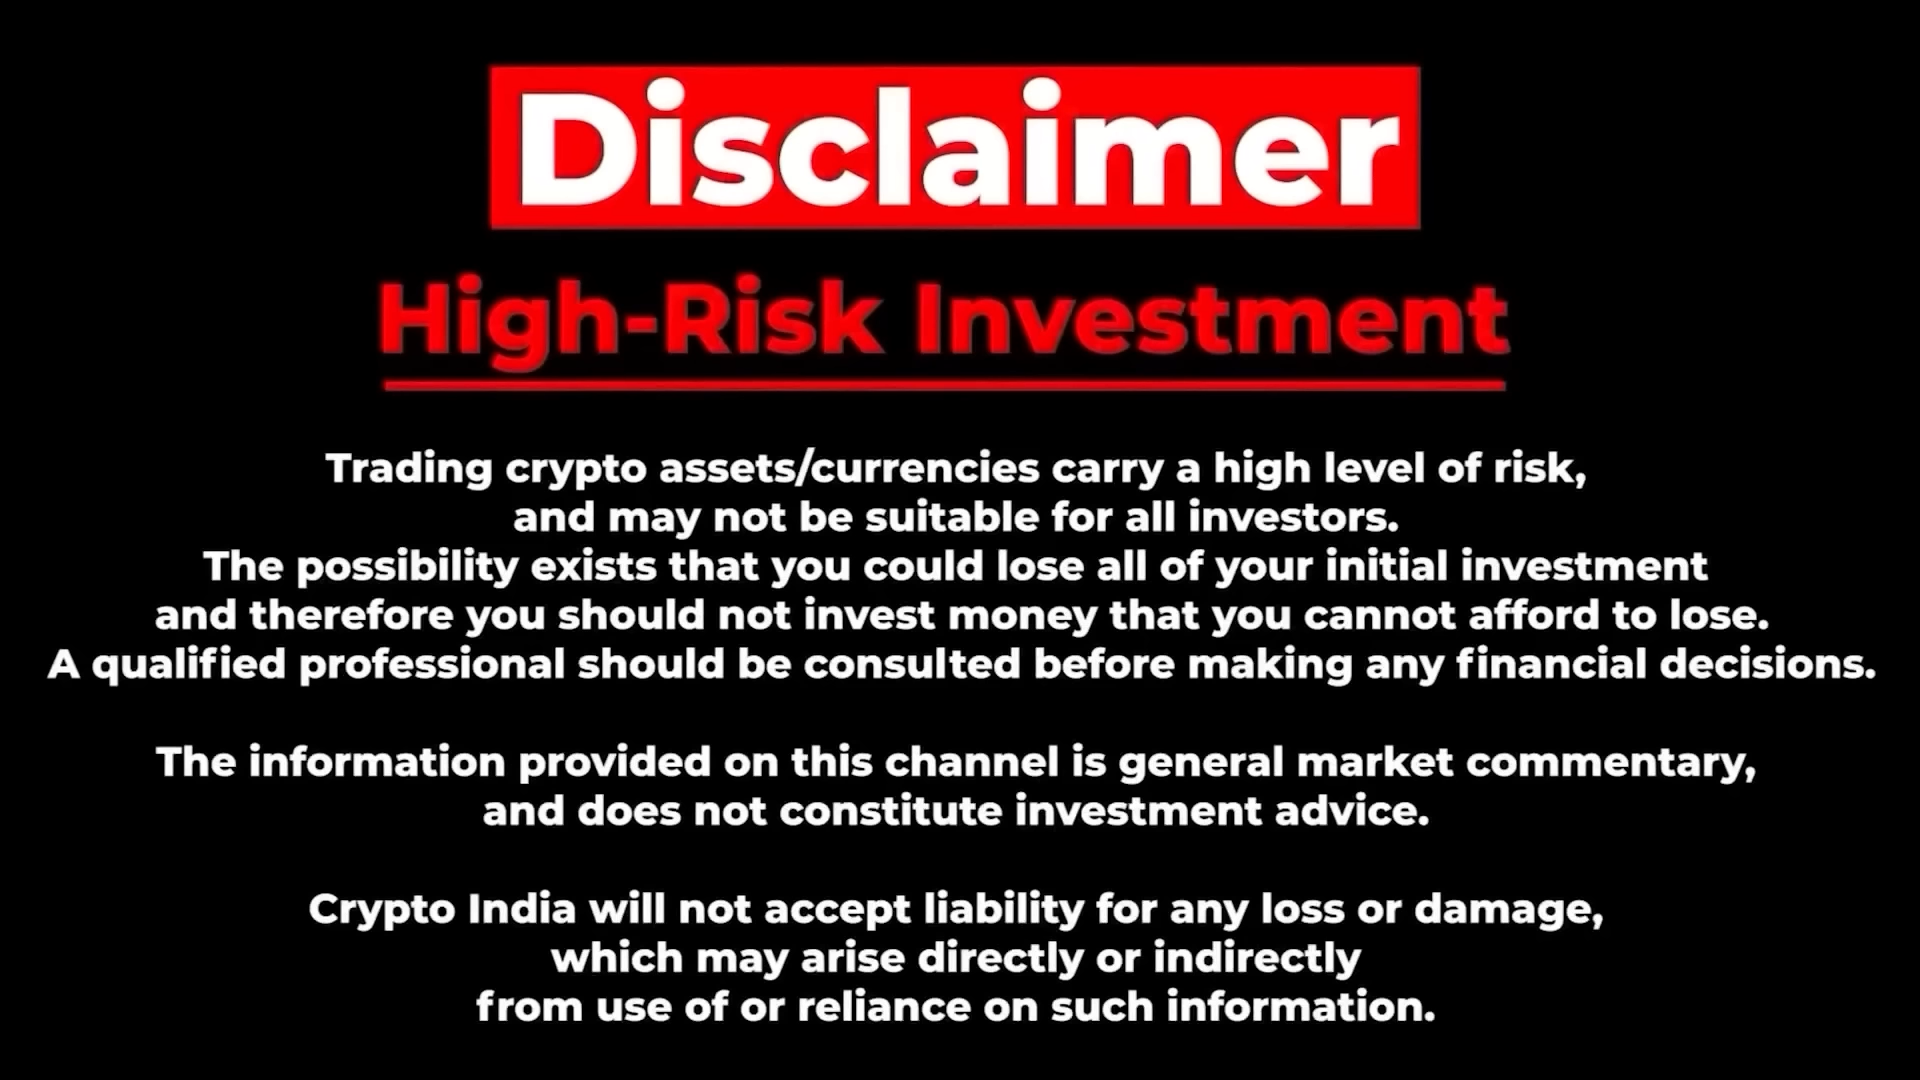 Disclaimer
High-Risk Investment
Trading crypto assets/currencies carry a high level of risk,
and may not be suitable for all investors.
The possibility exists that you could lose all of your initial investment
and therefore you should not invest money that you cannot afford to lose.
A qualified professional should be consulted before making any financial decisions.
The information provided on this channel is general market commentary,
and does not constitute investment advice.
Crypto India will not accept liability for any loss or damage,
which may arise directly or indirectly
from use of or reliance on such information.